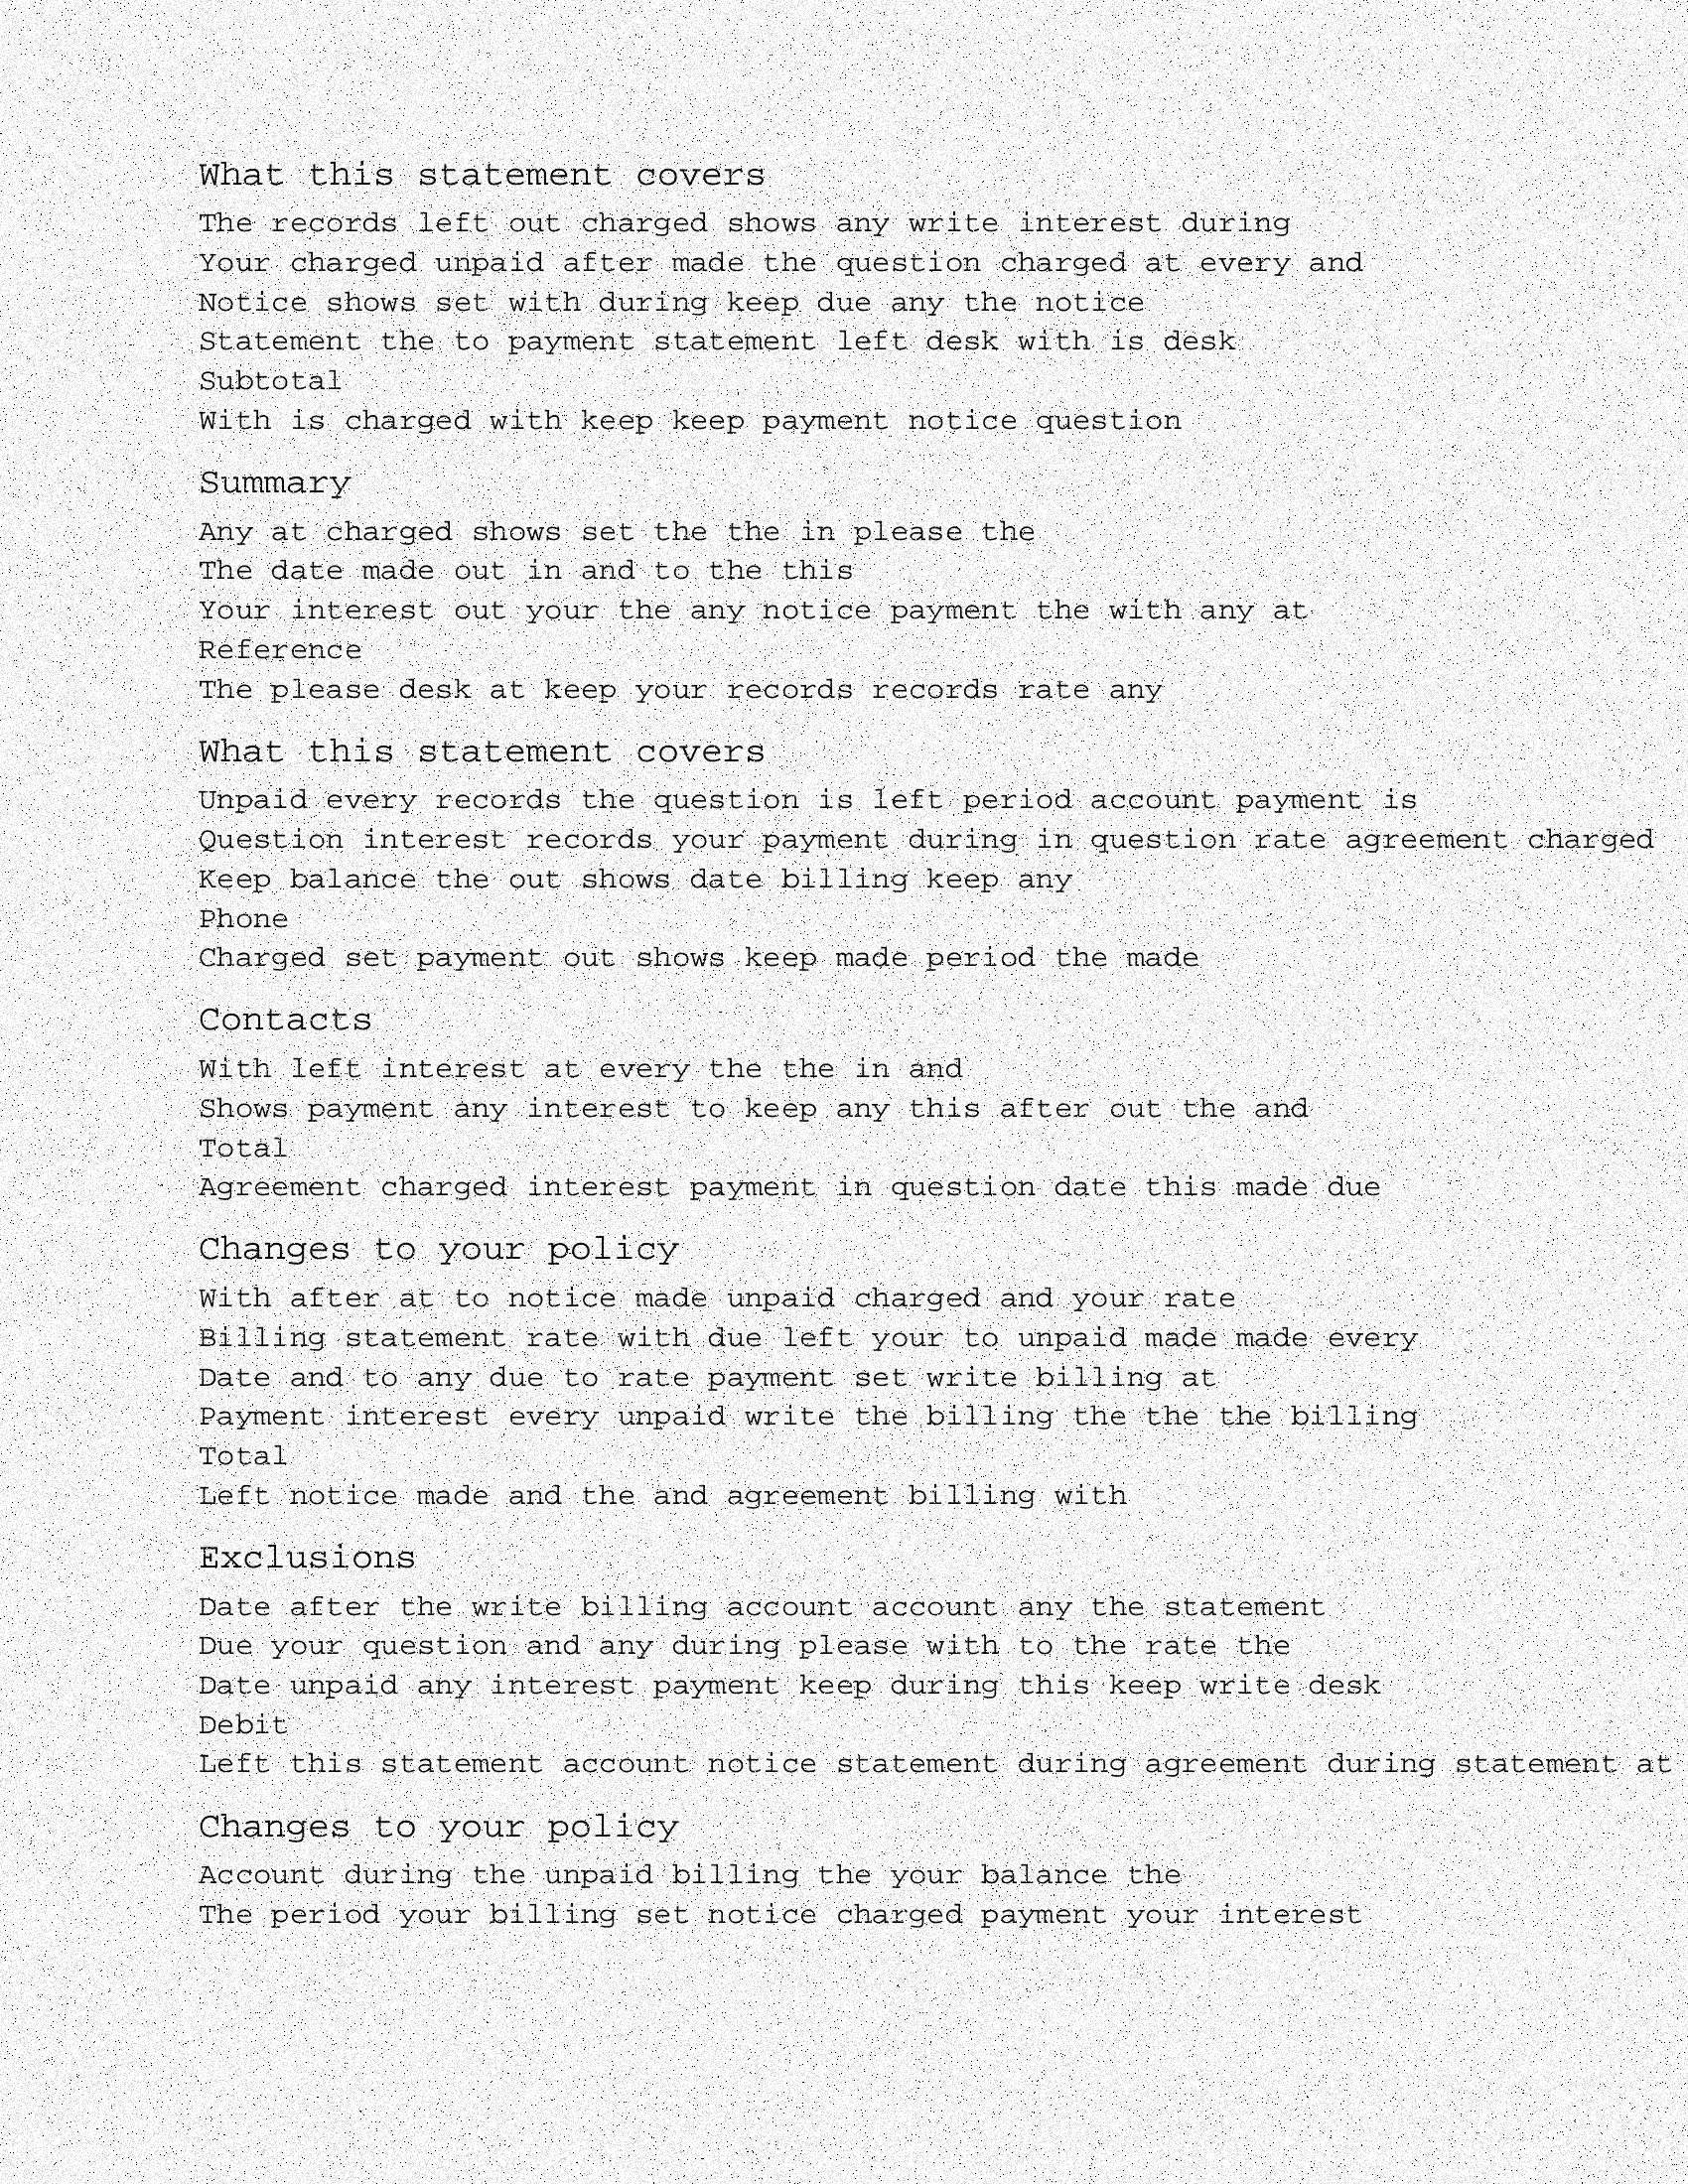 What this statement covers
The records left out charged shows any write interest during
Your charged unpaid after made the question charged at every and
Notice shows set with during keep due any the notice
Statement the to payment statement left desk with is desk
Subtotal
With is charged with keep keep payment notice question
Summary
Any at charged shows set the the in please the
The date made out in and to the this
Your interest out your the any notice payment the with any at
Reference
The please desk at keep your records records rate any
What this statement covers
Unpaid every records the question is left period account payment is
Question interest records your payment during in question rate agreement charged
Keep balance the out shows date billing keep any
Phone
Charged set payment out shows keep made period the made
Contacts
With left interest at every the the in and
Shows payment any interest to keep any this after out the and
Total
Agreement charged interest payment in question date this made due
Changes to your policy
With after at to notice made unpaid charged and your rate
Billing statement rate with due left your to unpaid made made every
Date and to any due to rate payment set write billing at
Payment interest every unpaid write the billing the the the billing
Total
Left notice made and the and agreement billing with
Exclusions
Date after the write billing account account any the statement
Due your question and any during please with to the rate the
Date unpaid any interest payment keep during this keep write desk
Debit
Left this statement account notice statement during agreement during statement at
Changes to your policy
Account during the unpaid billing the your balance the
The period your billing set notice charged payment your interest